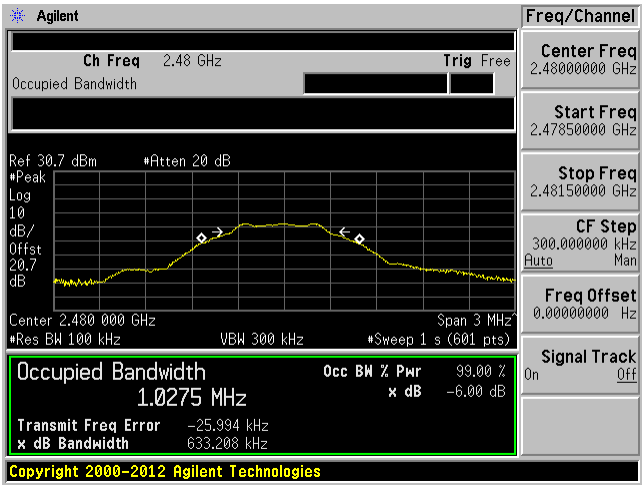 Agilent
Freq/Channel
Ch Freq 2.48 GHz Trig Free
Occupied Bandwidth
Center Freq
2.48000000 GHz
Start Freq
2.47850000 GHz
Stop Freq
2.48150000 GHz
CF Step
300.000000 kHz
Auto Man
Freq Offset
0.00000000 Hz
Signal Track
On Off
Ref 30.7 dBm #Atten 20 dB
#Peak
Log
10
dB/
Offst
20.7
dB
Center 2.480 000 GHz Span 3 MHz^
#Res BW 100 kHz VBW 300 kHz #Sweep 1 s (601 pts)
Occupied Bandwidth Occ BW % Pwr 99.00 %
1.0275 MHz x dB -6.00 dB
Transmit Freq Error -25.994 kHz
x dB Bandwidth 633.208 kHz
Copyright 2000-2012 Agilent Technologies